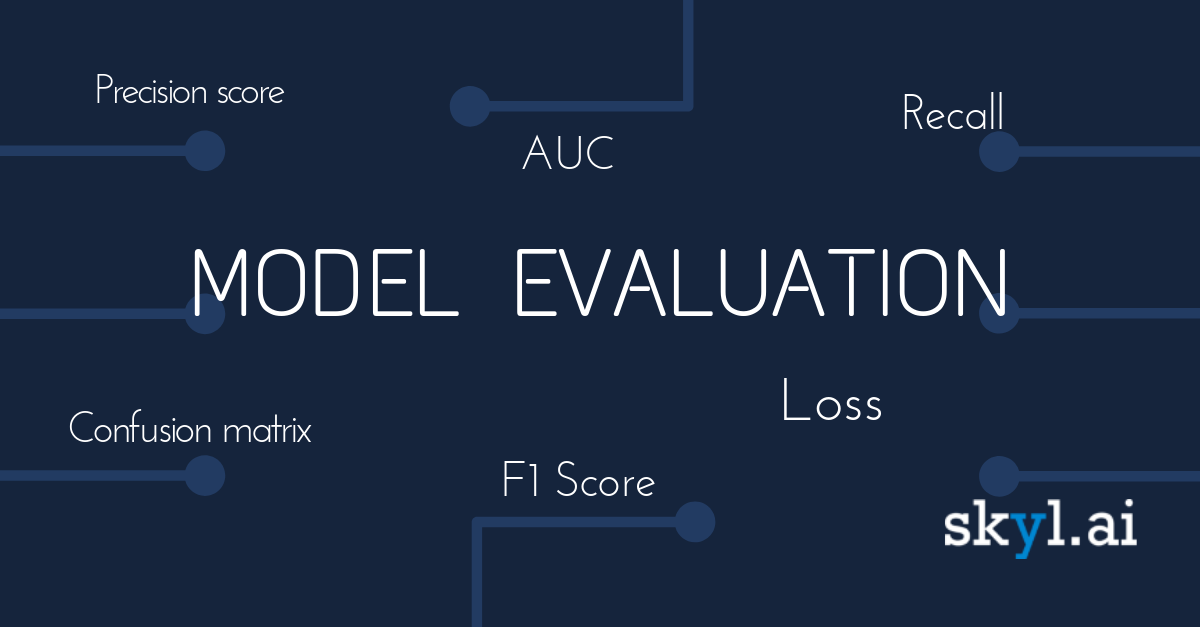 Precision score
Recall
AUC
MODEL EVALUATION
Loss
Confusion matrix
F1 Score
skyl.ai